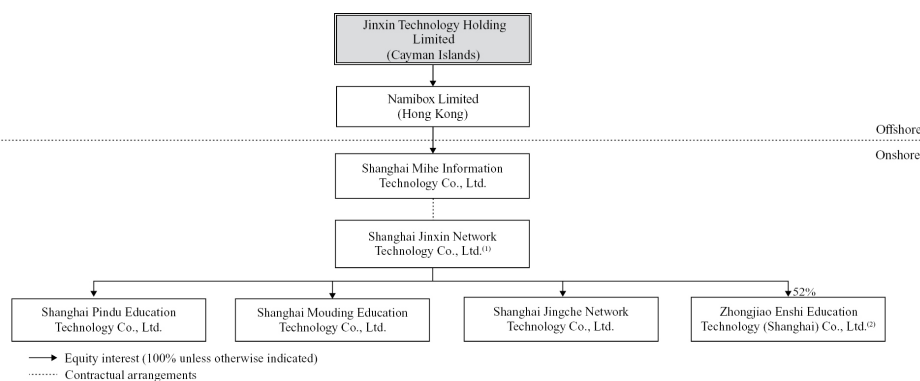 Jinxin Technology Holding
Limited
(Cayman Islands)
Namibox Limited
(Hong Kong)
Offshore
Onshore
Shanghai Mihe Information
Technology Co., Ltd.
Shanghai Jinxin Network
Technology Co., Ltd.(1)
52%
Shanghai Pindu Education
Technology Co., Ltd.
Shanghai Mouding Education
Technology Co., Ltd.
Shanghai Jingche Network
Technology Co., Ltd.
Zhongjiao Enshi Education
Technology (Shanghai) Co., Ltd.(2)
Equity interest (100% unless otherwise indicated)
Contractual arrangements